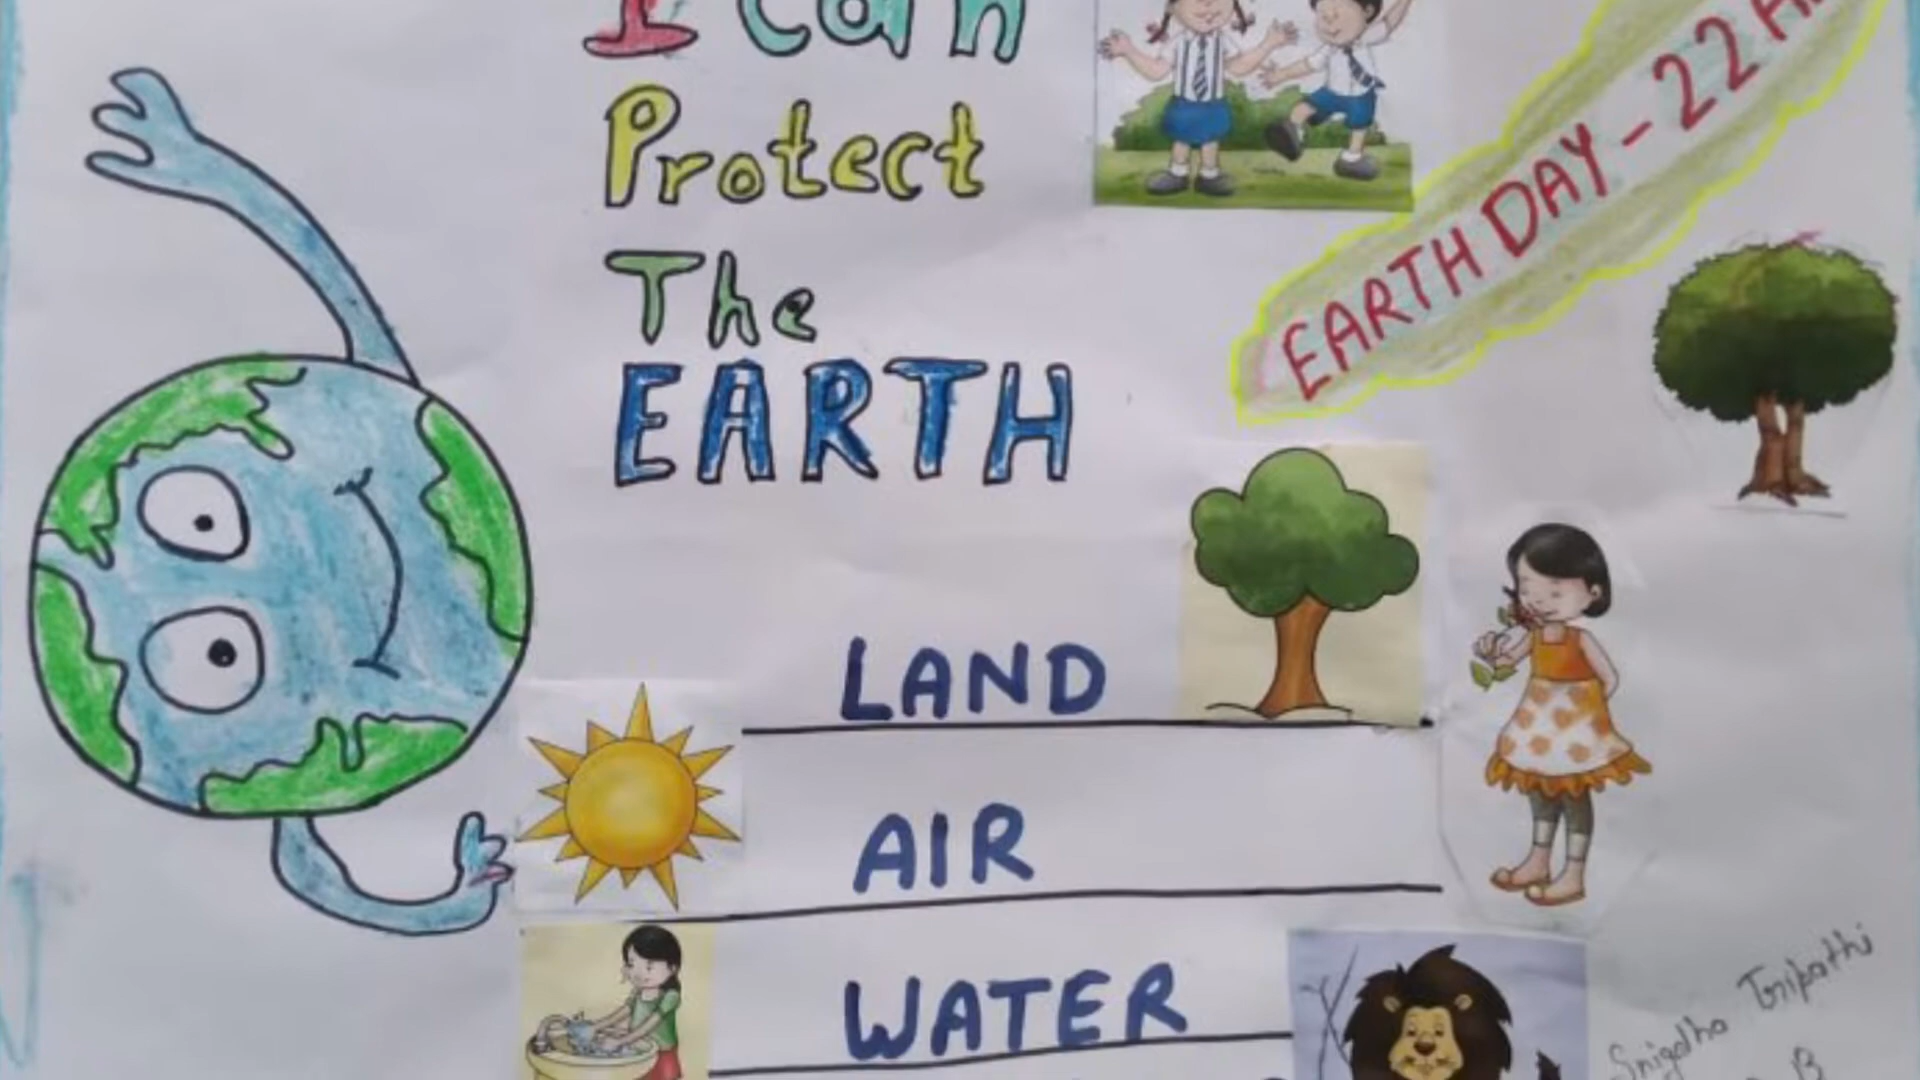 I can
Protect
The
EARTH
EARTH DAY - 22 A
LAND
AIR
WATER
Snigdha Tripathi
B